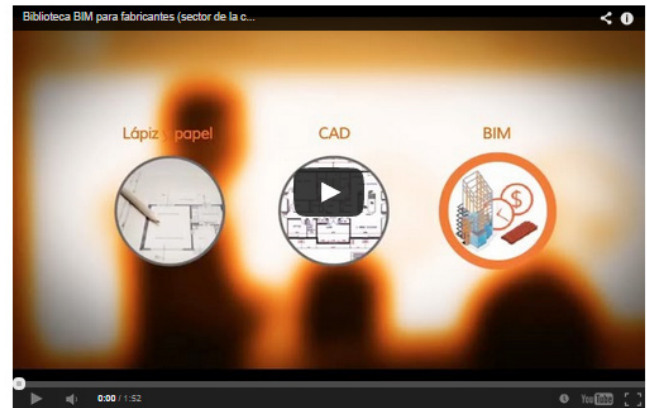 Biblioteca BIM para fabricantes (sector de la c...
Lápiz y papel
CAD
BIM
$
0:00 / 1:52
YouTube